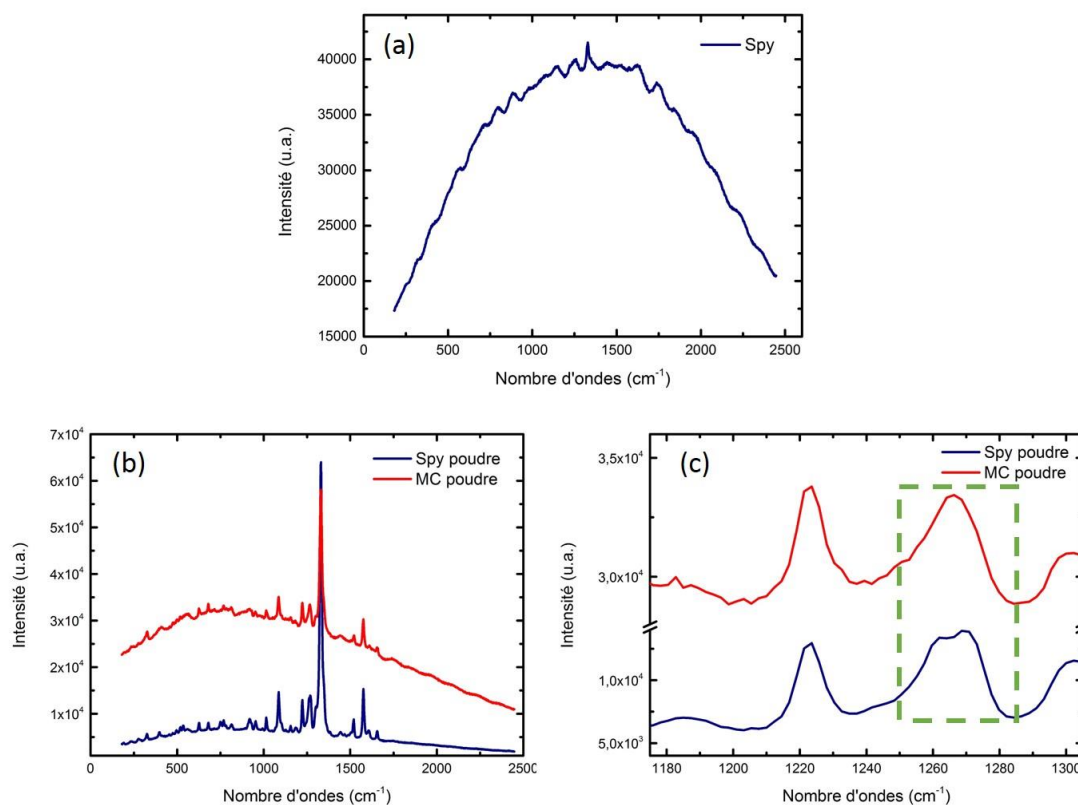 (a)
Spy
40000
35000
30000
25000
20000
15000
Intensité (u.a.)
0 500 1000 1500 2000 2500
Nombre d'ondes (cm⁻¹)
(b)
Spy poudre
MC poudre
7x10⁴
6x10⁴
5x10⁴
4x10⁴
3x10⁴
2x10⁴
1x10⁴
Intensité (u.a.)
0 500 1000 1500 2000 2500
Nombre d'ondes (cm⁻¹)
(c)
Spy poudre
MC poudre
3,5x10⁴
3,0x10⁴
1,0x10⁴
5,0x10³
Intensité (u.a.)
1200 1220 1240 1260 1280 1300
Nombre d'ondes (cm⁻¹)